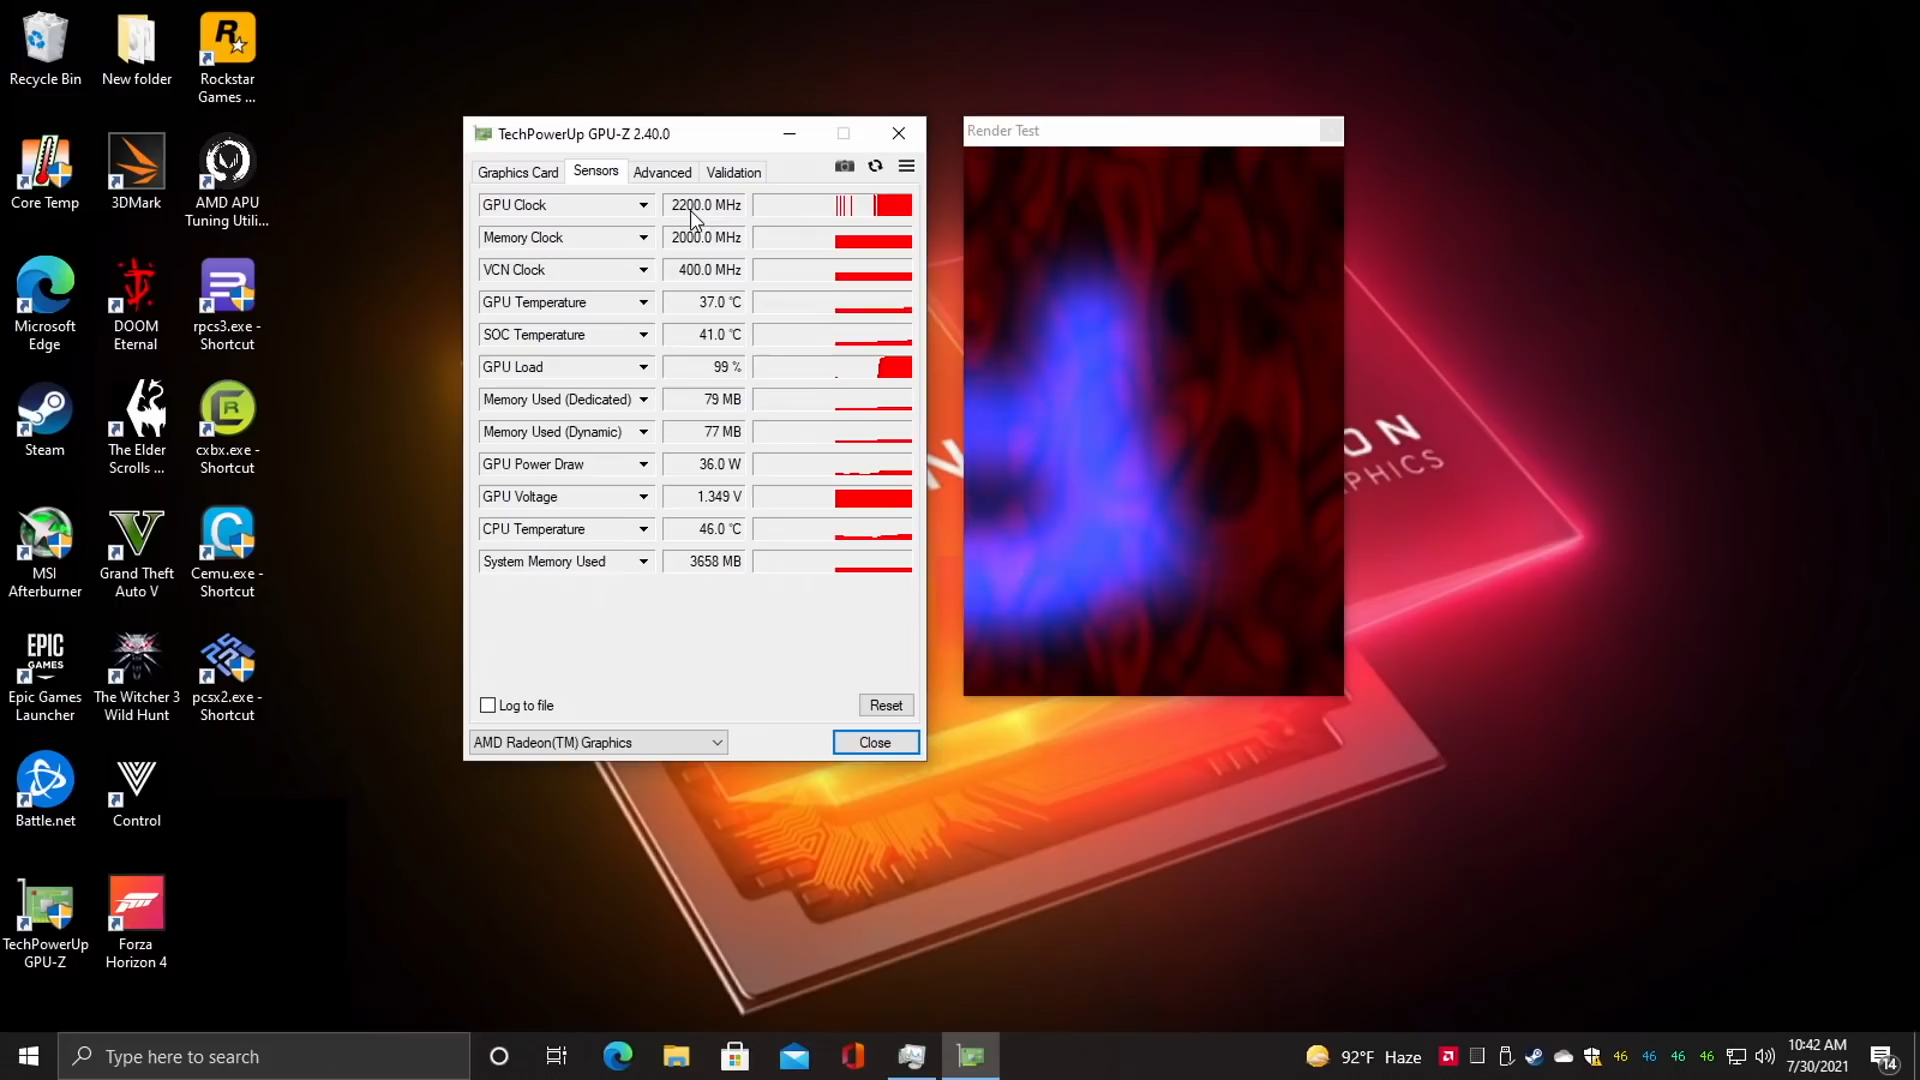 Recycle Bin
New folder
Rockstar
Games ...
Core Temp
3DMark
AMD APU
Tuning Utili...
Microsoft
Edge
DOOM
Eternal
rpcs3.exe -
Shortcut
Steam
The Elder
Scrolls ...
cxbx.exe -
Shortcut
MSI
Afterburner
Grand Theft
Auto V
Cemu.exe -
Shortcut
EPIC
GAMES
Epic Games
Launcher
The Witcher 3
Wild Hunt
pcsx2.exe -
Shortcut
Battle.net
Control
TechPowerUp
GPU-Z
Forza
Horizon 4
TechPowerUp GPU-Z 2.40.0
Graphics Card Sensors Advanced Validation
GPU Clock 2200.0 MHz
Memory Clock 2000.0 MHz
VCN Clock 400.0 MHz
GPU Temperature 37.0 °C
SOC Temperature 41.0 °C
GPU Load 99 %
Memory Used (Dedicated) 79 MB
Memory Used (Dynamic) 77 MB
GPU Power Draw 36.0 W
GPU Voltage 1.349 V
CPU Temperature 46.0 °C
System Memory Used 3658 MB
Log to file
Reset
AMD Radeon(TM) Graphics
Close
Render Test
ON
PHICS
Type here to search
92°F Haze
46 46 46 46
10:42 AM
7/30/2021
14